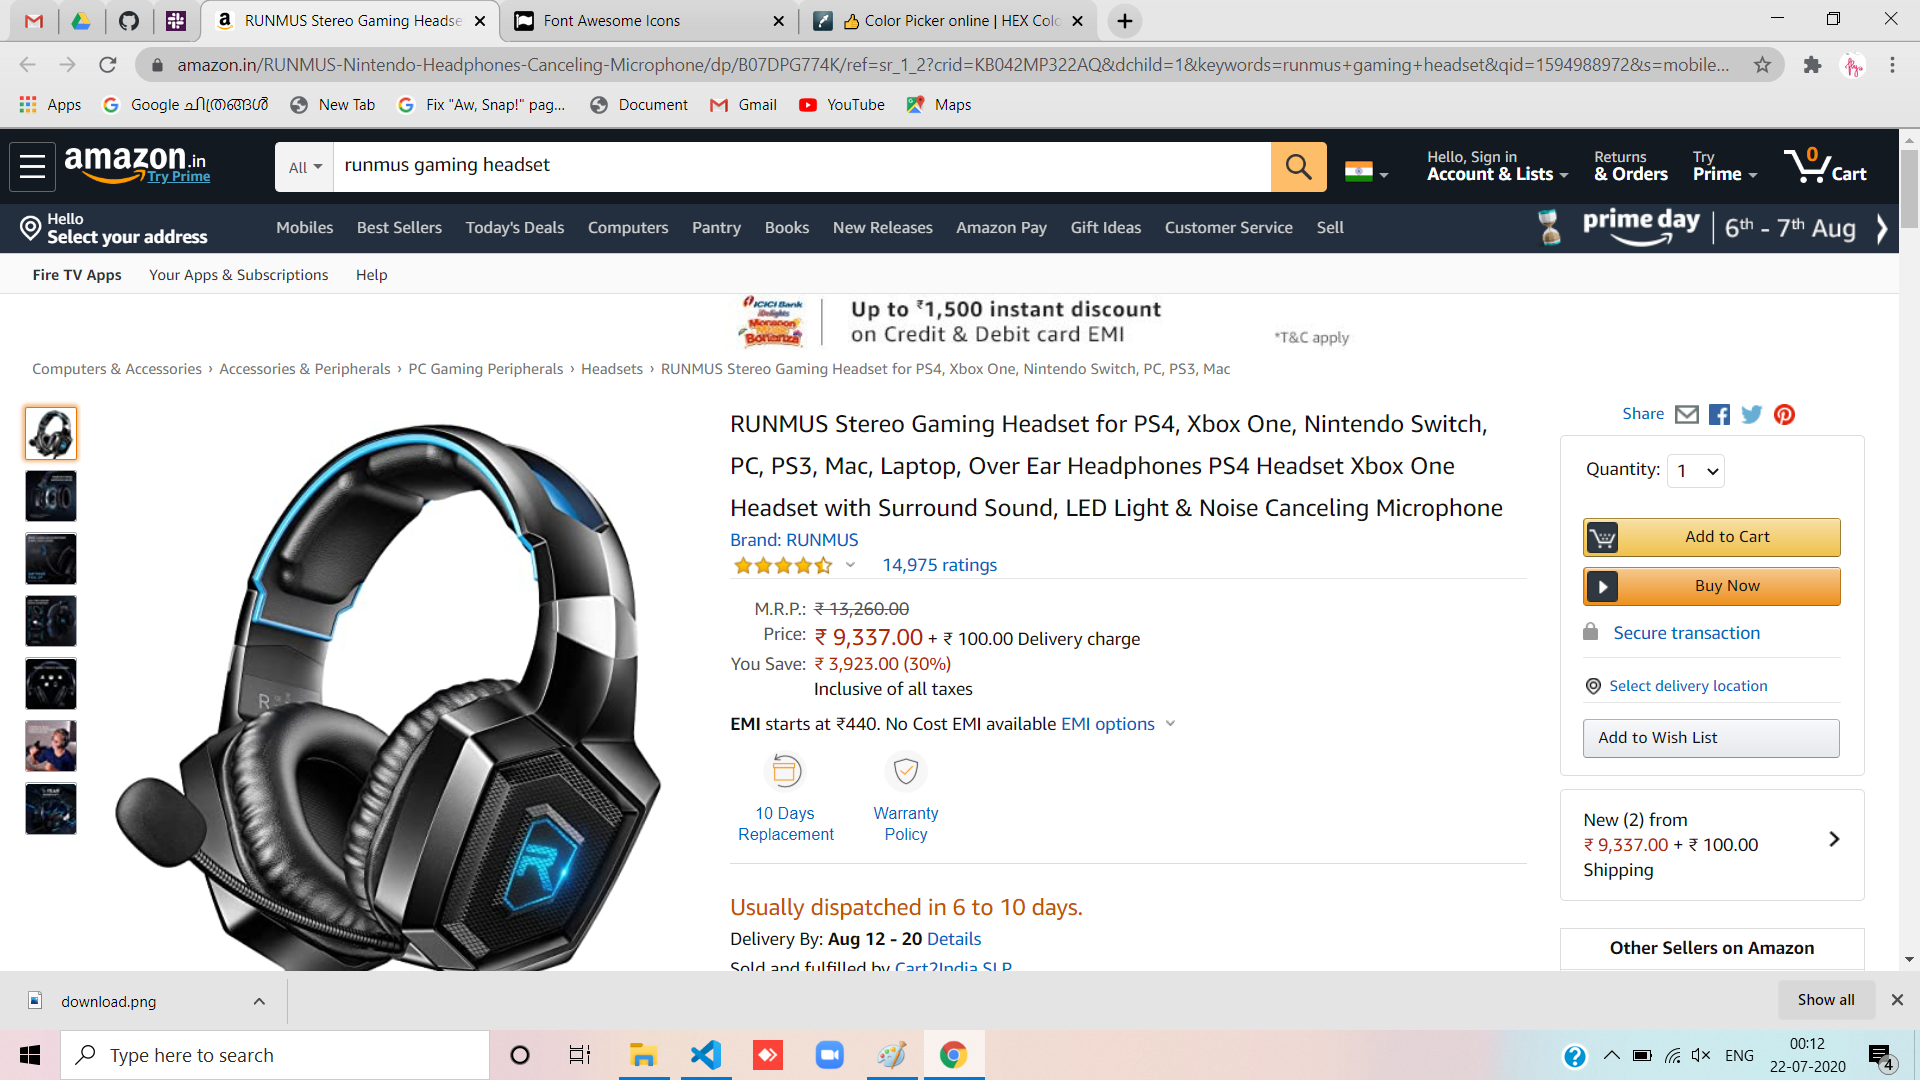 RUNMUS Stereo Gaming Headse
Font Awesome Icons
Color Picker online | HEX Colo
amazon.in/RUNMUS-Nintendo-Headphones-Canceling-Microphone/dp/B07DPG774K/ref=sr_1_2?crid=KB042MP322AQ&dchild=1&keywords=runmus+gaming+headset&qid=1594988972&s=mobile...
Apps
Google ചിത്രങ്ങൾ
New Tab
Fix "Aw, Snap!" pag...
Document
Gmail
YouTube
Maps
amazon.in
Try Prime
All
runmus gaming headset
Hello, Sign in
Account & Lists
Returns
& Orders
Try
Prime
0
Cart
Hello
Select your address
Mobiles
Best Sellers
Today's Deals
Computers
Pantry
Books
New Releases
Amazon Pay
Gift Ideas
Customer Service
Sell
prime day
6th - 7th Aug
Fire TV Apps
Your Apps & Subscriptions
Help
ICICI Bank
iDelights
Monsoon
Bonanza
Up to ₹1,500 instant discount
on Credit & Debit card EMI
*T&C apply
Computers & Accessories › Accessories & Peripherals › PC Gaming Peripherals › Headsets › RUNMUS Stereo Gaming Headset for PS4, Xbox One, Nintendo Switch, PC, PS3, Mac
RUNMUS Stereo Gaming Headset for PS4, Xbox One, Nintendo Switch,
PC, PS3, Mac, Laptop, Over Ear Headphones PS4 Headset Xbox One
Headset with Surround Sound, LED Light & Noise Canceling Microphone
Brand: RUNMUS
14,975 ratings
M.R.P.: ₹ 13,260.00
Price: ₹ 9,337.00 + ₹ 100.00 Delivery charge
You Save: ₹ 3,923.00 (30%)
Inclusive of all taxes
EMI starts at ₹440. No Cost EMI available EMI options
10 Days
Replacement
Warranty
Policy
Usually dispatched in 6 to 10 days.
Delivery By: Aug 12 - 20 Details
Sold and fulfilled by Cart2India SLP
R
Share
Quantity: 1
Add to Cart
Buy Now
Secure transaction
Select delivery location
Add to Wish List
New (2) from
₹ 9,337.00 + ₹ 100.00
Shipping
Other Sellers on Amazon
download.png
Show all
Type here to search
ENG
00:12
22-07-2020
4